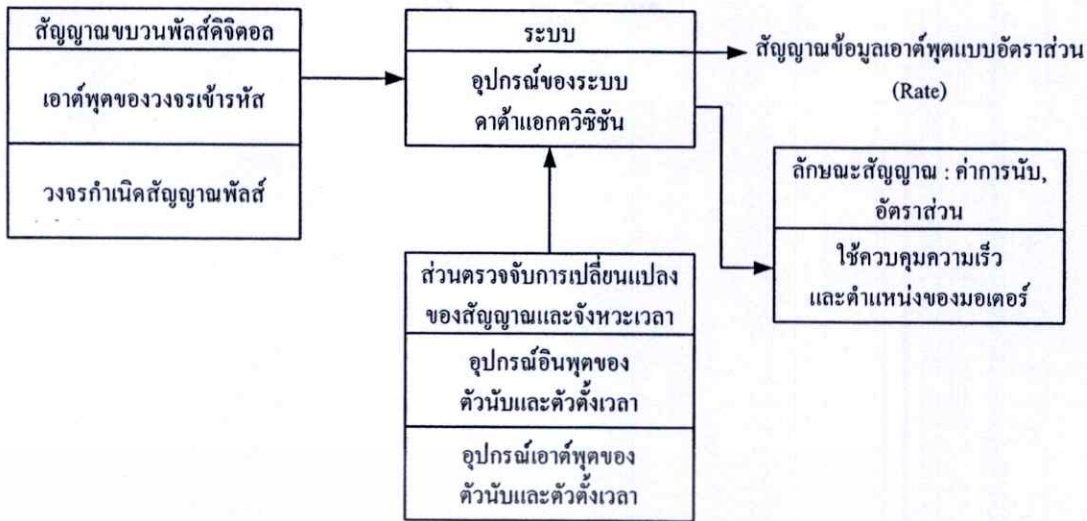 สัญญาณขบวนพัลส์ดิจิตอล
เอาต์พุตของวงจรเข้ารหัส
วงจรกำเนิดสัญญาณพัลส์
ระบบ
อุปกรณ์ของระบบ
ดาต้าแอกควิซิชัน
สัญญาณข้อมูลเอาต์พุตแบบอัตราส่วน
(Rate)
ลักษณะสัญญาณ : ค่าการนับ,
อัตราส่วน
ใช้ควบคุมความเร็ว
และตำแหน่งของมอเตอร์
ส่วนตรวจจับการเปลี่ยนแปลง
ของสัญญาณและจังหวะเวลา
อุปกรณ์อินพุตของ
ตัวนับและตัวตั้งเวลา
อุปกรณ์เอาต์พุตของ
ตัวนับและตัวตั้งเวลา